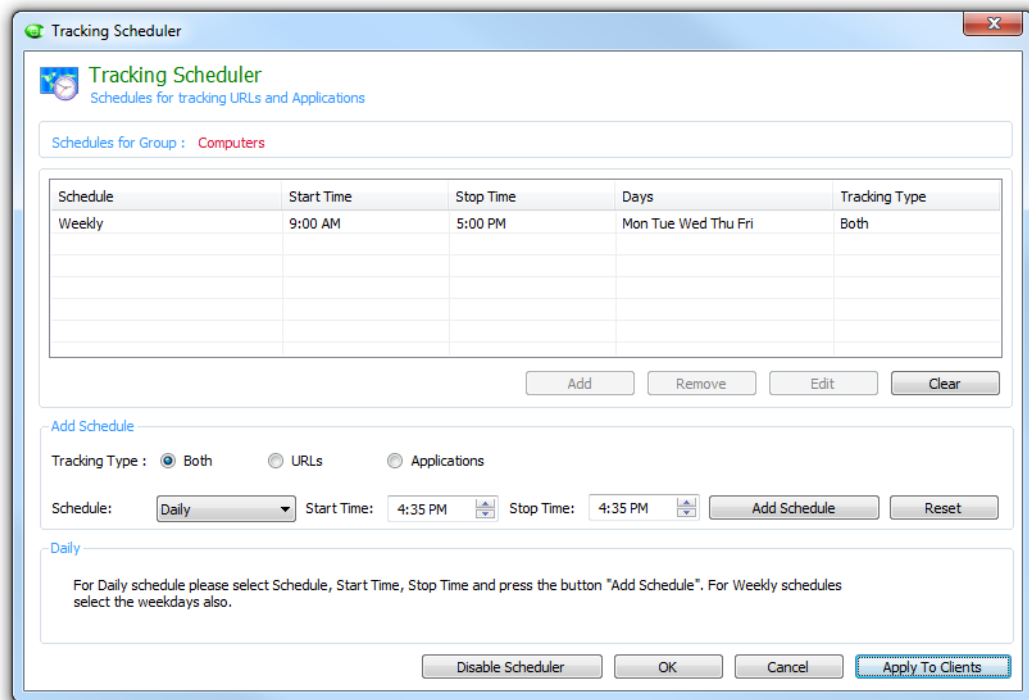 Tracking Scheduler
Tracking Scheduler
Schedules for tracking URLs and Applications
Schedules for Group : Computers
Schedule Start Time Stop Time Days Tracking Type
Weekly 9:00 AM 5:00 PM Mon Tue Wed Thu Fri Both
Add Remove Edit Clear
Add Schedule
Tracking Type : Both URLs Applications
Schedule: Daily Start Time: 4:35 PM Stop Time: 4:35 PM Add Schedule Reset
Daily
For Daily schedule please select Schedule, Start Time, Stop Time and press the button "Add Schedule". For Weekly schedules
select the weekdays also.
Disable Scheduler OK Cancel Apply To Clients